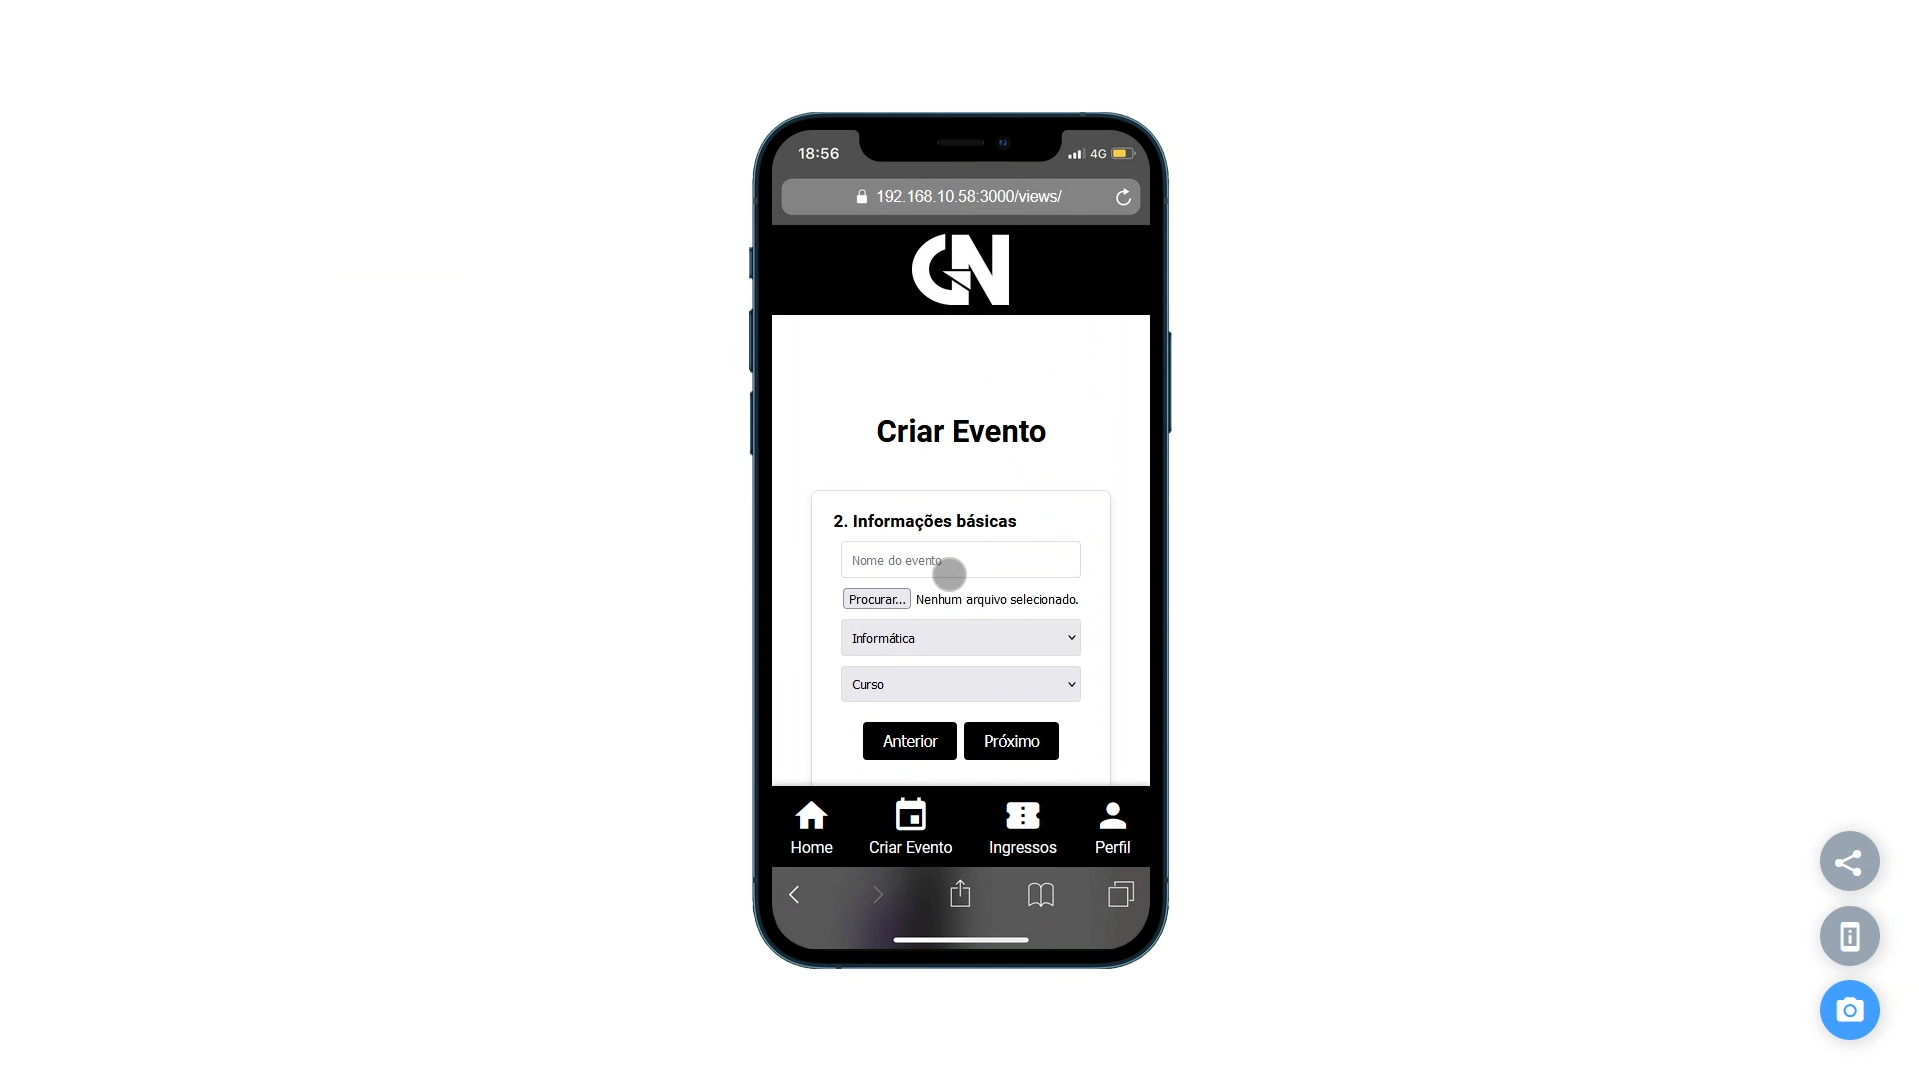 18:56
4G
192.168.10.58:3000/views/
GN
Criar Evento
2. Informações básicas
Nome do evento
Procurar... Nenhum arquivo selecionado.
Informática
Curso
Anterior Próximo
Home Criar Evento Ingressos Perfil